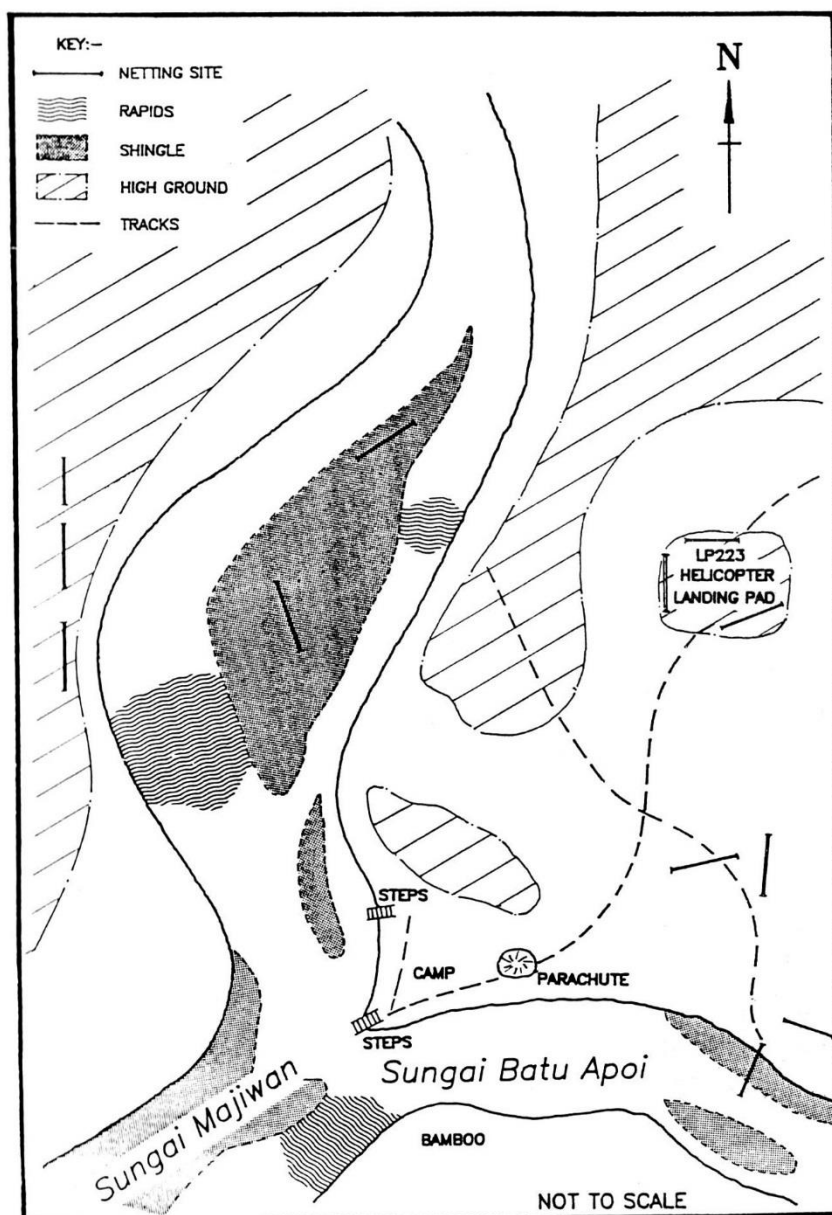 KEY:-
NETTING SITE
RAPIDS
SHINGLE
HIGH GROUND
TRACKS
N
LP223
HELICOPTER
LANDING PAD
STEPS
CAMP
PARACHUTE
STEPS
Sungai Batu Apoi
Sungai Majiwan
BAMBOO
NOT TO SCALE